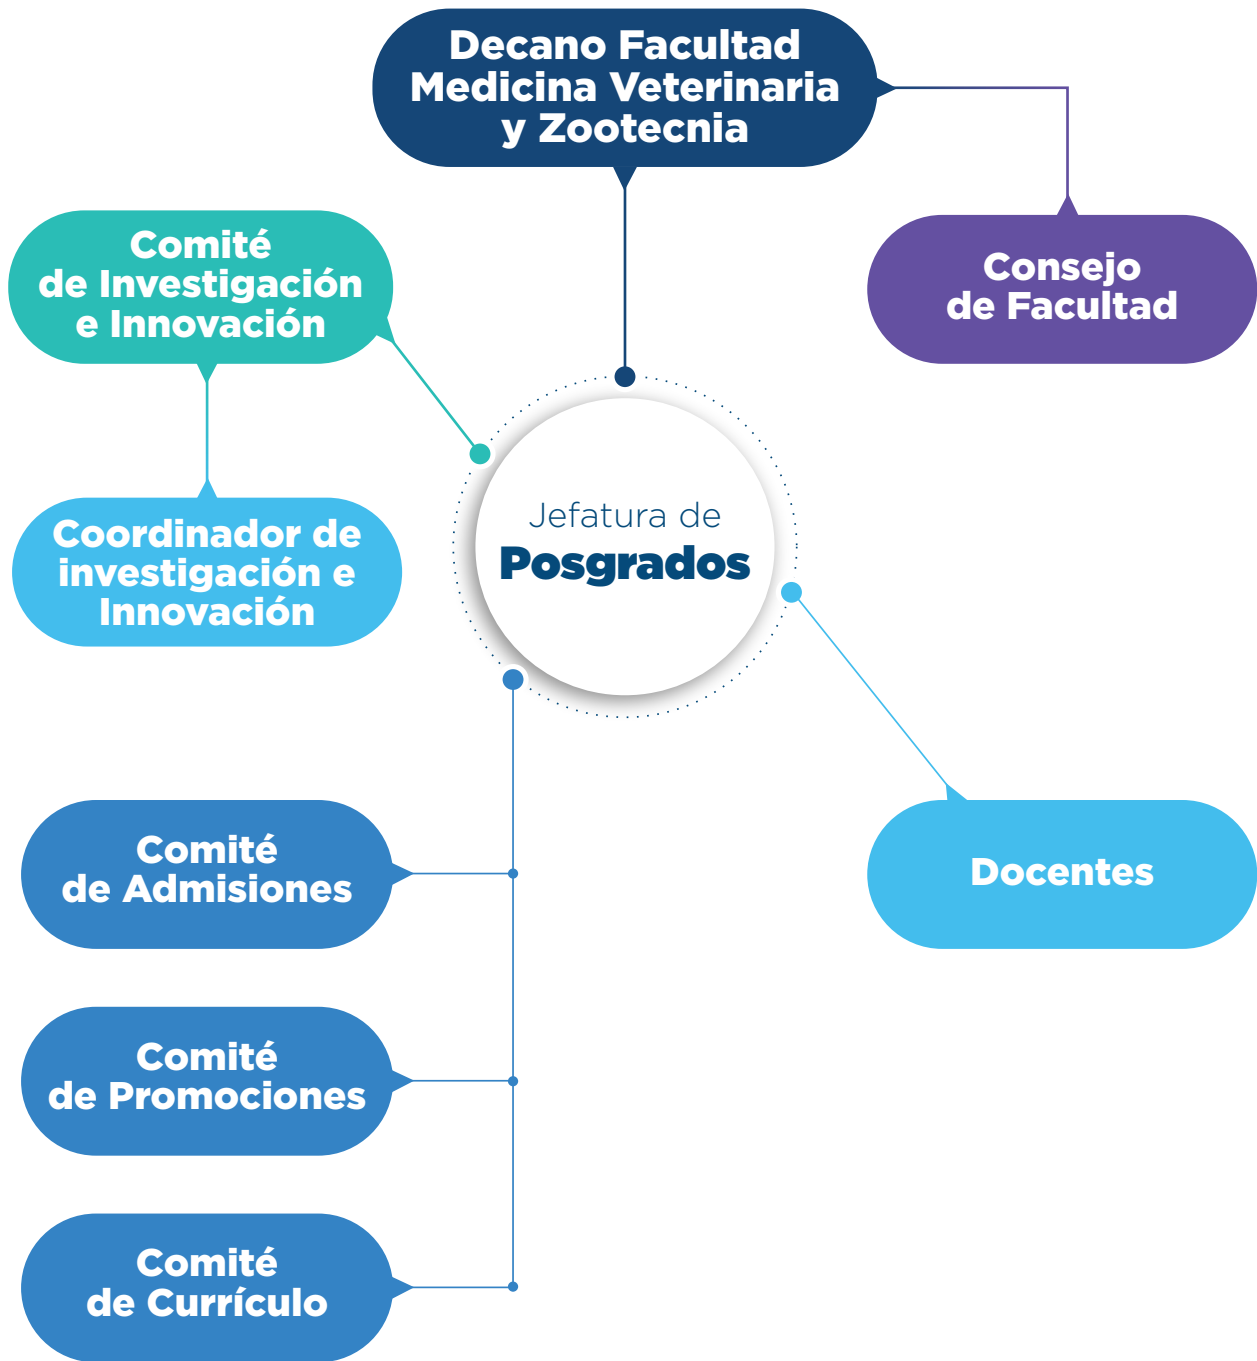 Decano Facultad
Medicina Veterinaria
y Zootecnia
Comité
de Investigación
e Innovación
Consejo
de Facultad
Coordinador de
investigación e
Innovación
Jefatura de
Posgrados
Comité
de Admisiones
Docentes
Comité
de Promociones
Comité
de Currículo